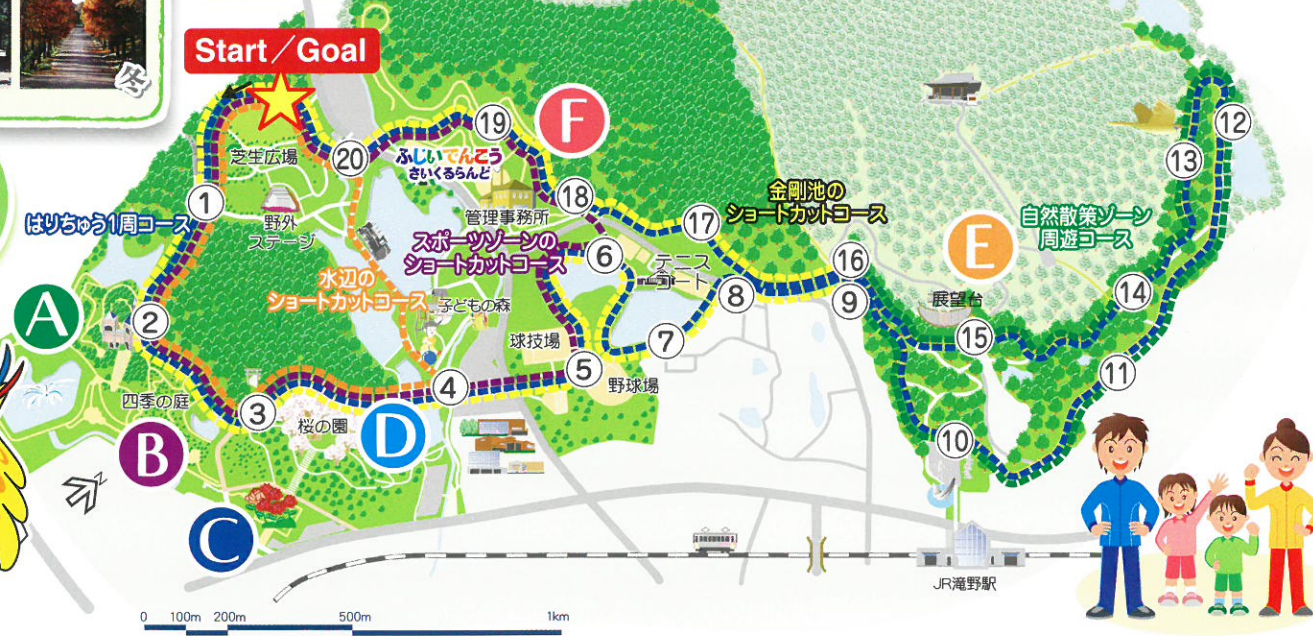 冬
Start/Goal
芝生広場
野外
ステージ
はりちゅう1周コース
ふじいでんこう
さいくるらんど
管理事務所
スポーツゾーンの
ショートカットコース
水辺の
ショートカットコース
子どもの森
テニス
コート
金剛池の
ショートカットコース
自然散策ゾーン
周遊コース
展望台
球技場
野球場
四季の庭
桜の園
JR滝野駅
A
B
C
D
E
F
1
2
3
4
5
6
7
8
9
10
11
12
13
14
15
16
17
18
19
20
0 100m 200m 500m 1km